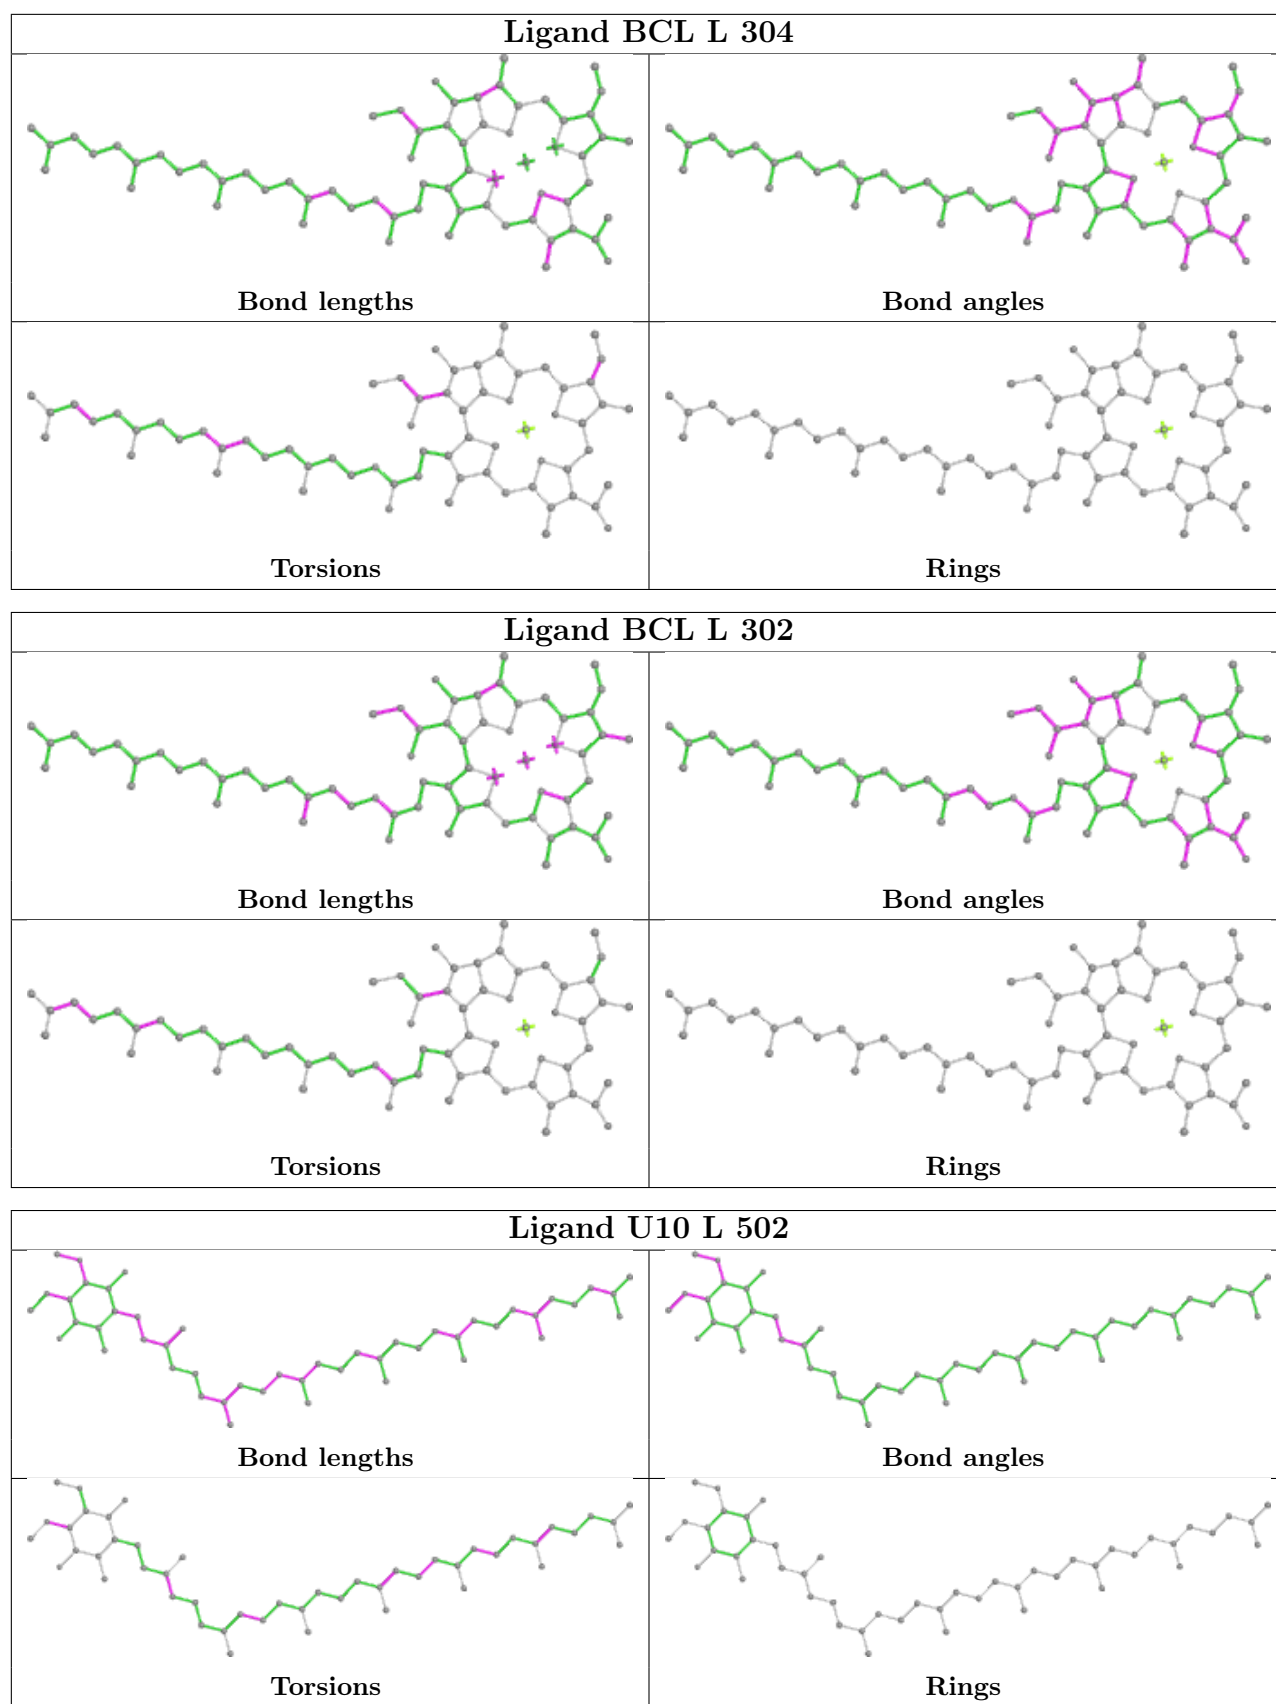 Ligand BCL L 304
Bond lengths
Bond angles
Torsions
Rings
Ligand BCL L 302
Bond lengths
Bond angles
Torsions
Rings
Ligand U10 L 502
Bond lengths
Bond angles
Torsions
Rings